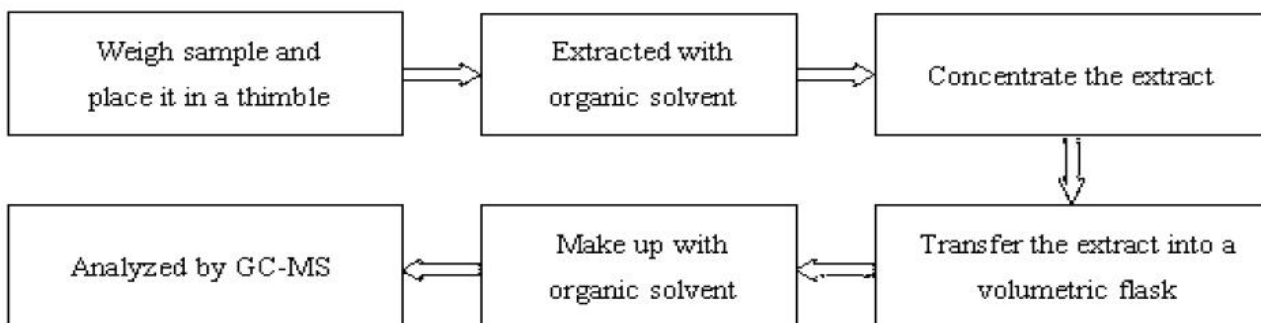 Weigh sample and
place it in a thimble
Extracted with
organic solvent
Concentrate the extract
Transfer the extract into a
volumetric flask
Make up with
organic solvent
Analyzed by GC-MS